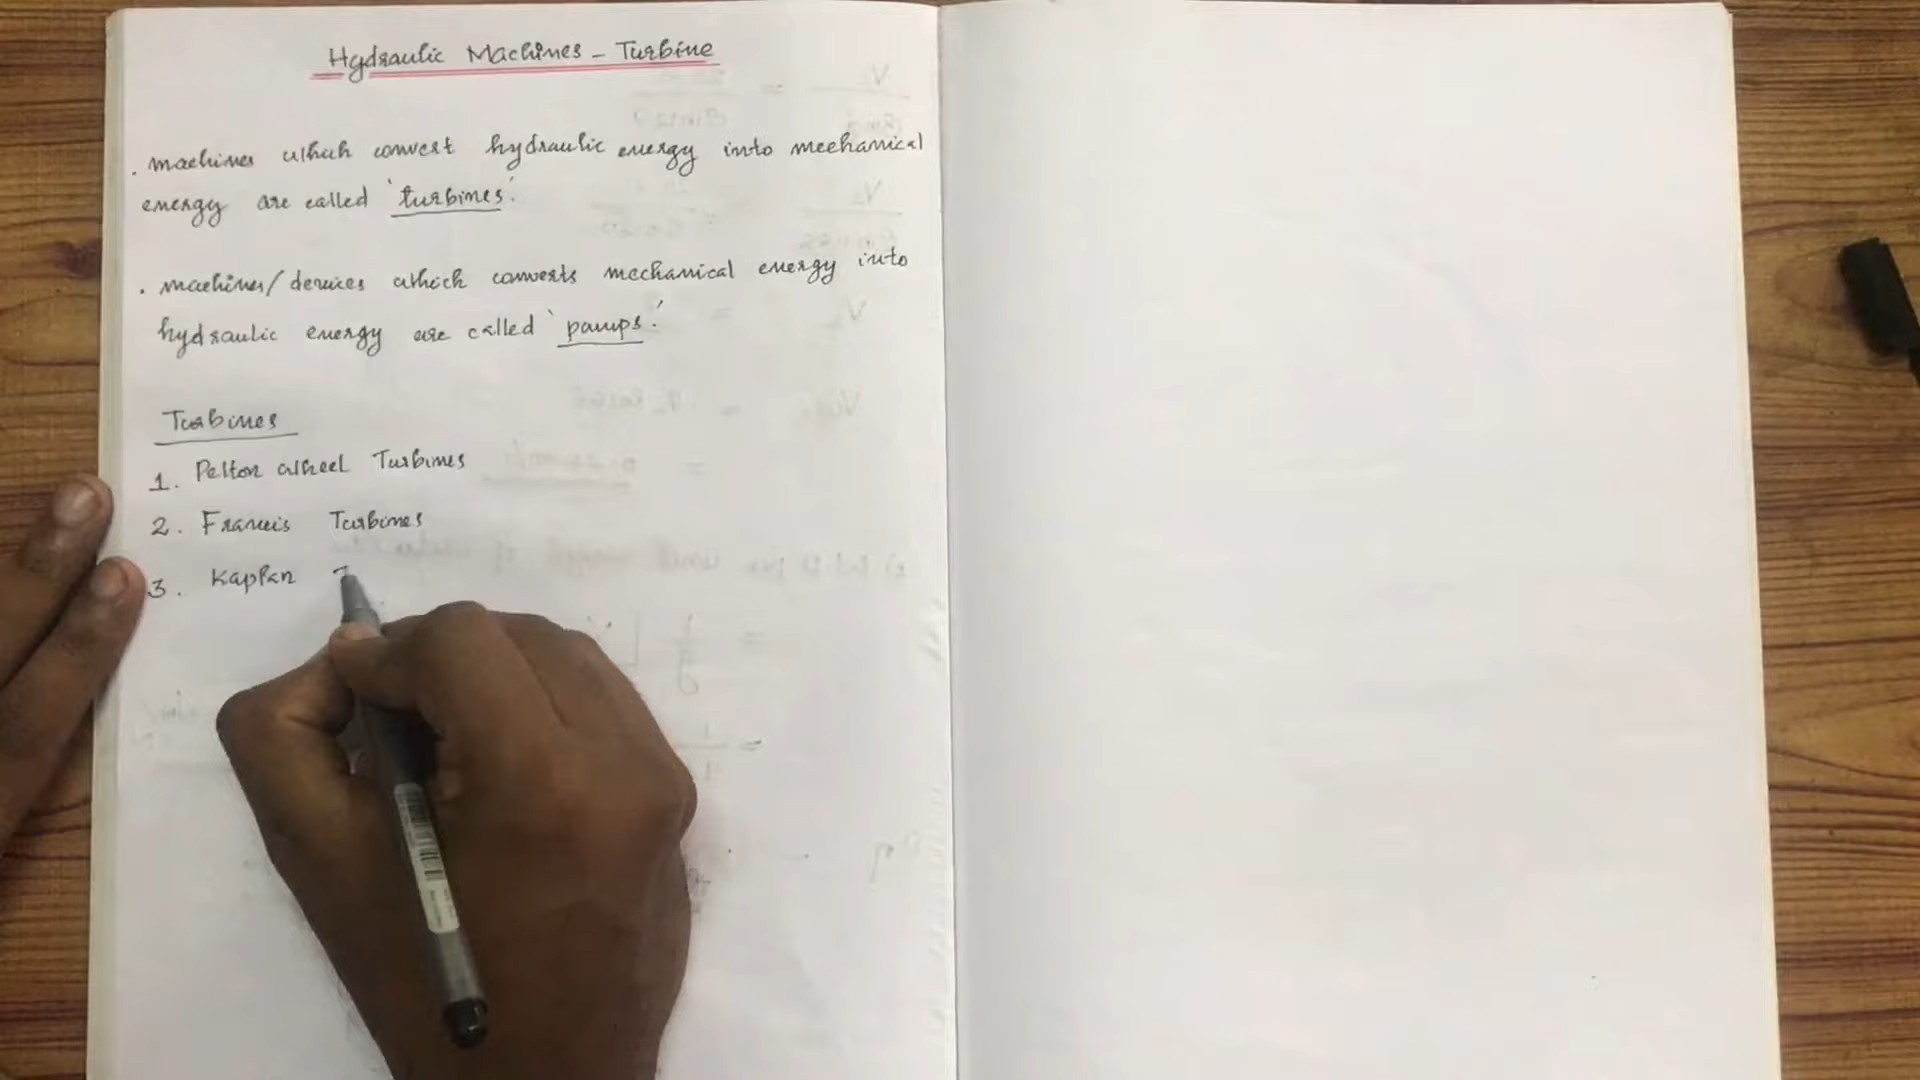 Hydraulic Machines - Turbine
. machines which convert hydraulic energy into mechanical
energy are called 'turbines'.
. machines/devices which converts mechanical energy into
hydraulic energy are called 'pumps'.
Turbines
1. Pelton wheel Turbines
2. Francis Turbines
3. Kaplan T